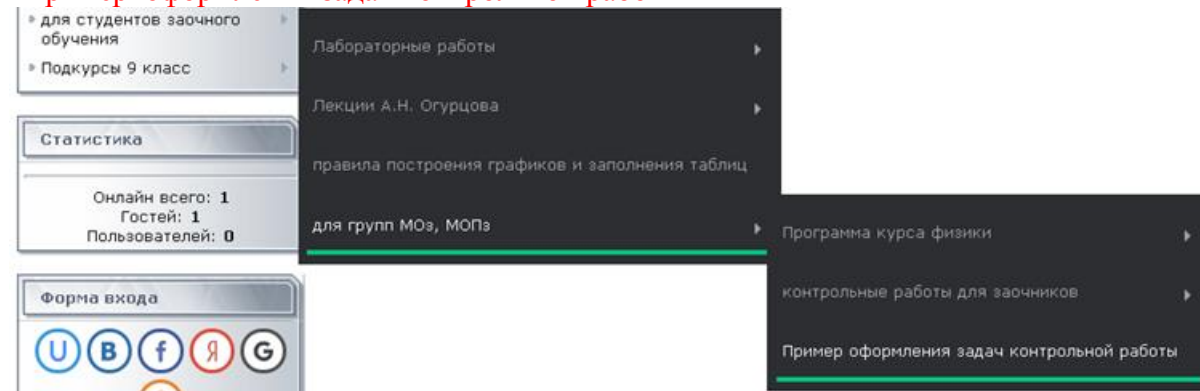 для студентов заочного
обучения
Подкурсы 9 класс
Статистика
Онлайн всего: 1
Гостей: 1
Пользователей: 0
Форма входа
U B f Я G
Лабораторные работы
Лекции А.Н. Огурцова
правила построения графиков и заполнения таблиц
для групп МОз, МОПз
Программа курса физики
контрольные работы для заочников
Пример оформления задач контрольной работы